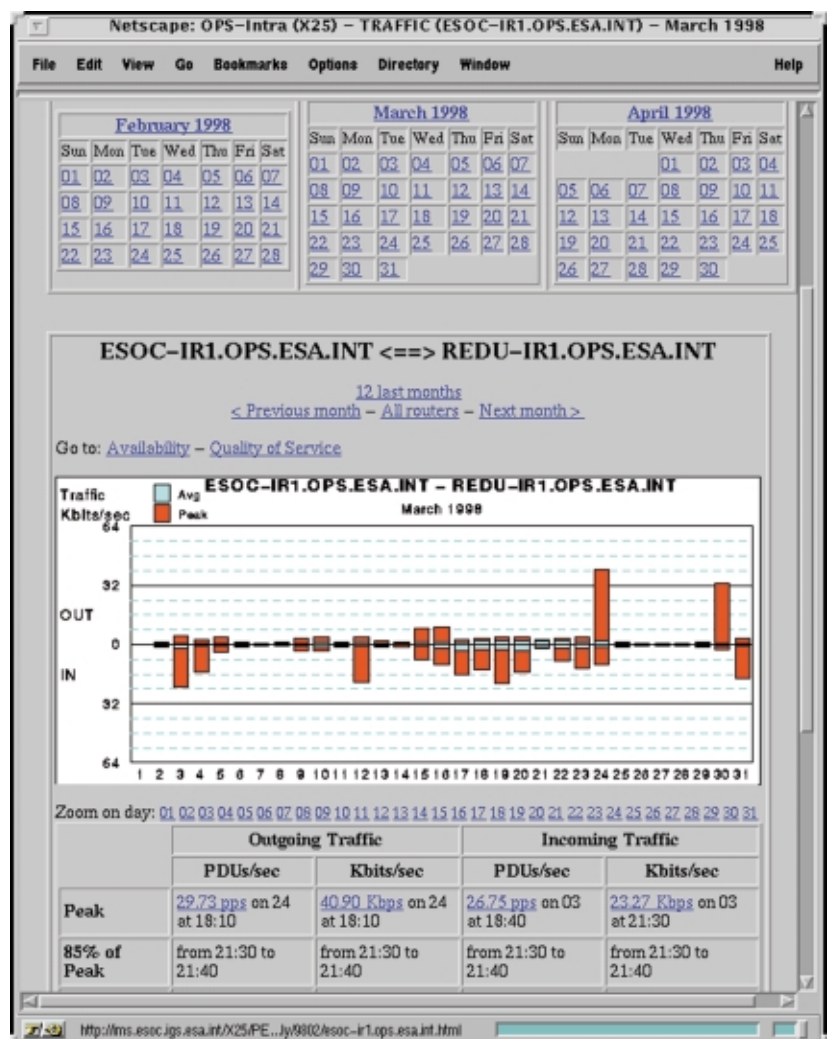 Netscape: OPS-Intra (X25) – TRAFFIC (ESOC-IR1.OPS.ESA.INT) – March 1998
File Edit View Go Bookmarks Options Directory Window Help
February 1998
Sun Mon Tue Wed Thu Fri Sat
01 02 03 04 05 06 07
08 09 10 11 12 13 14
15 16 17 18 19 20 21
22 23 24 25 26 27 28
March 1998
Sun Mon Tue Wed Thu Fri Sat
01 02 03 04 05 06 07
08 09 10 11 12 13 14
15 16 17 18 19 20 21
22 23 24 25 26 27 28
29 30 31
April 1998
Sun Mon Tue Wed Thu Fri Sat
01 02 03 04
05 06 07 08 09 10 11
12 13 14 15 16 17 18
19 20 21 22 23 24 25
26 27 28 29 30
ESOC-IR1.OPS.ESA.INT <==> REDU-IR1.OPS.ESA.INT
12 last months
< Previous month – All routers – Next month >
Go to: Availability – Quality of Service
Traffic
Kbits/sec
Avg
Peak
ESOC-IR1.OPS.ESA.INT - REDU-IR1.OPS.ESA.INT
March 1998
64
32
OUT
0
IN
32
64
1 2 3 4 5 6 7 8 9 10 11 12 13 14 15 16 17 18 19 20 21 22 23 24 25 26 27 28 29 30 31
Zoom on day: 01 02 03 04 05 06 07 08 09 10 11 12 13 14 15 16 17 18 19 20 21 22 23 24 25 26 27 28 29 30 31
Outgoing Traffic Incoming Traffic
PDUs/sec Kbits/sec PDUs/sec Kbits/sec
Peak
29.73 pps on 24 at 18:10
40.90 Kbps on 24 at 18:10
26.75 pps on 03 at 18:40
23.27 Kbps on 03 at 21:30
85% of Peak
from 21:30 to 21:40
from 21:30 to 21:40
from 21:30 to 21:40
from 21:30 to 21:40
http://ims.esoc.igs.esa.int/X25/PE...ly/9802/esoc-ir1.ops.esa.int.html